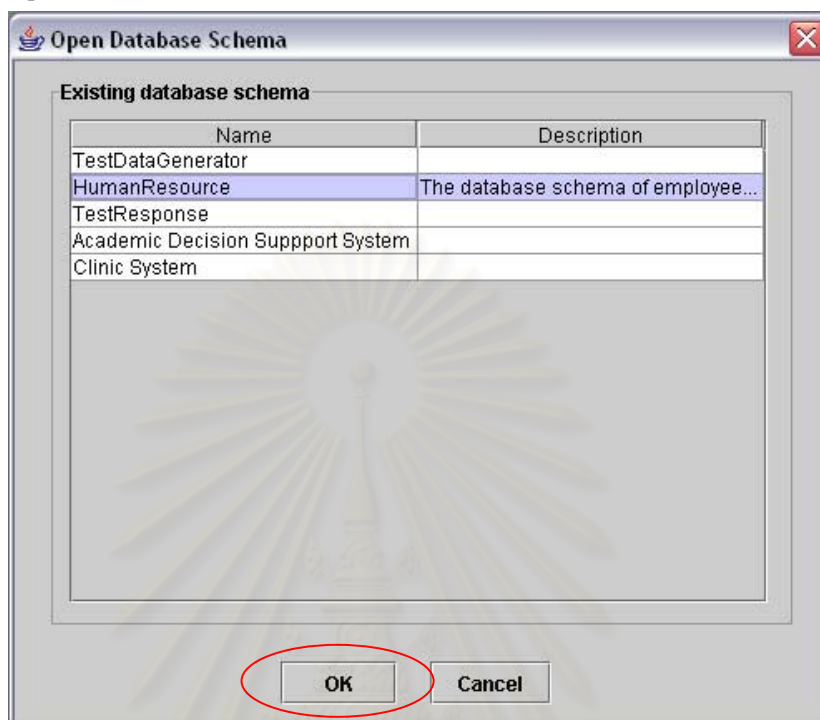 Open Database Schema
Existing database schema
Name Description
TestDataGenerator
HumanResource The database schema of employee...
TestResponse
Academic Decision Suppport System
Clinic System
OK Cancel